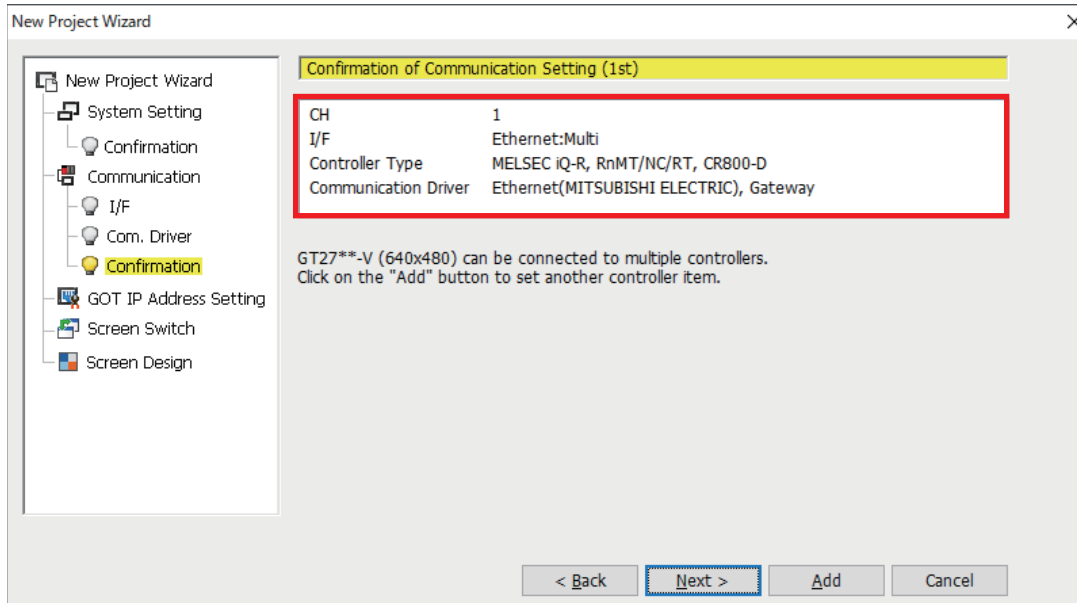 New Project Wizard
New Project Wizard
System Setting
Confirmation
Communication
I/F
Com. Driver
Confirmation
GOT IP Address Setting
Screen Switch
Screen Design
Confirmation of Communication Setting (1st)
CH 1
I/F Ethernet:Multi
Controller Type MELSEC iQ-R, RnMT/NC/RT, CR800-D
Communication Driver Ethernet(MITSUBISHI ELECTRIC), Gateway
GT27**-V (640x480) can be connected to multiple controllers.
Click on the "Add" button to set another controller item.
< Back Next > Add Cancel